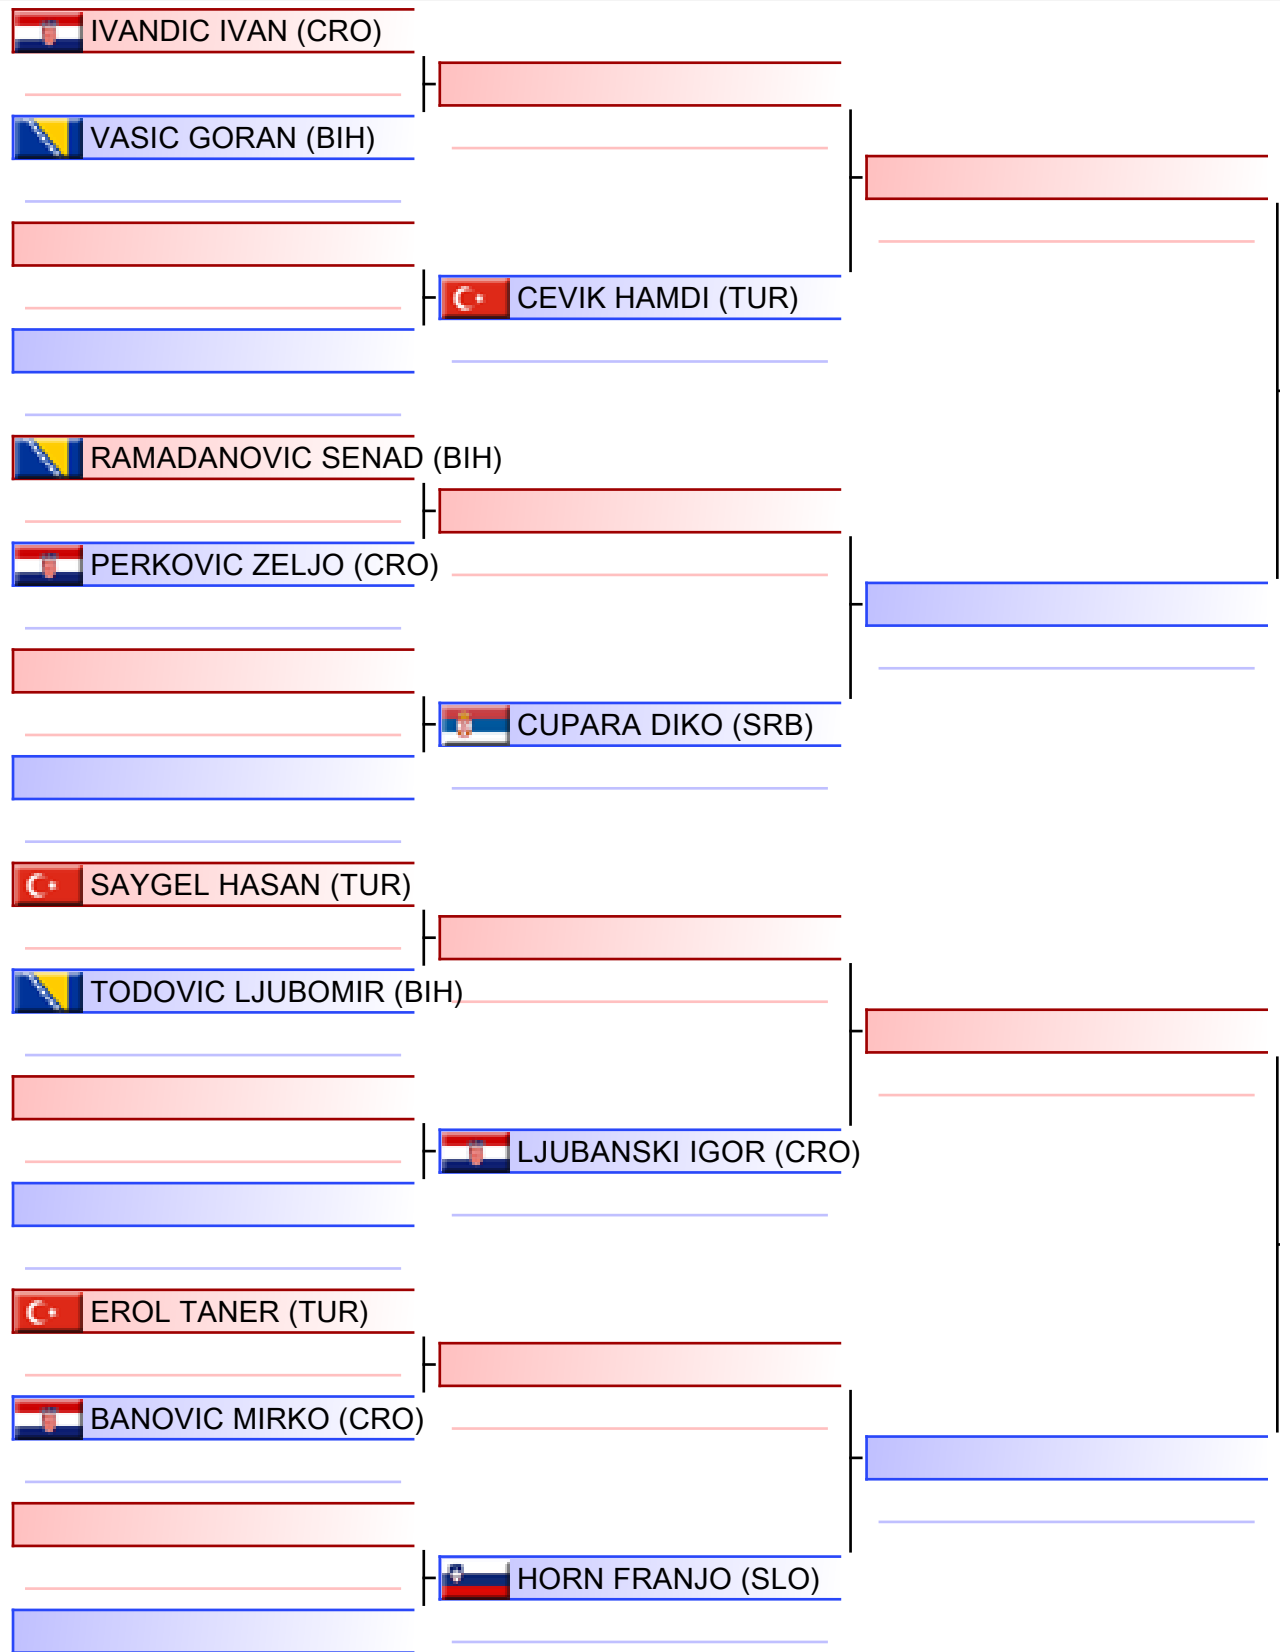 IVANDIC IVAN (CRO)
VASIC GORAN (BIH)
CEVIK HAMDI (TUR)
RAMADANOVIC SENAD (BIH)
PERKOVIC ZELJO (CRO)
CUPARA DIKO (SRB)
SAYGEL HASAN (TUR)
TODOVIC LJUBOMIR (BIH)
LJUBANSKI IGOR (CRO)
EROL TANER (TUR)
BANOVIC MIRKO (CRO)
HORN FRANJO (SLO)